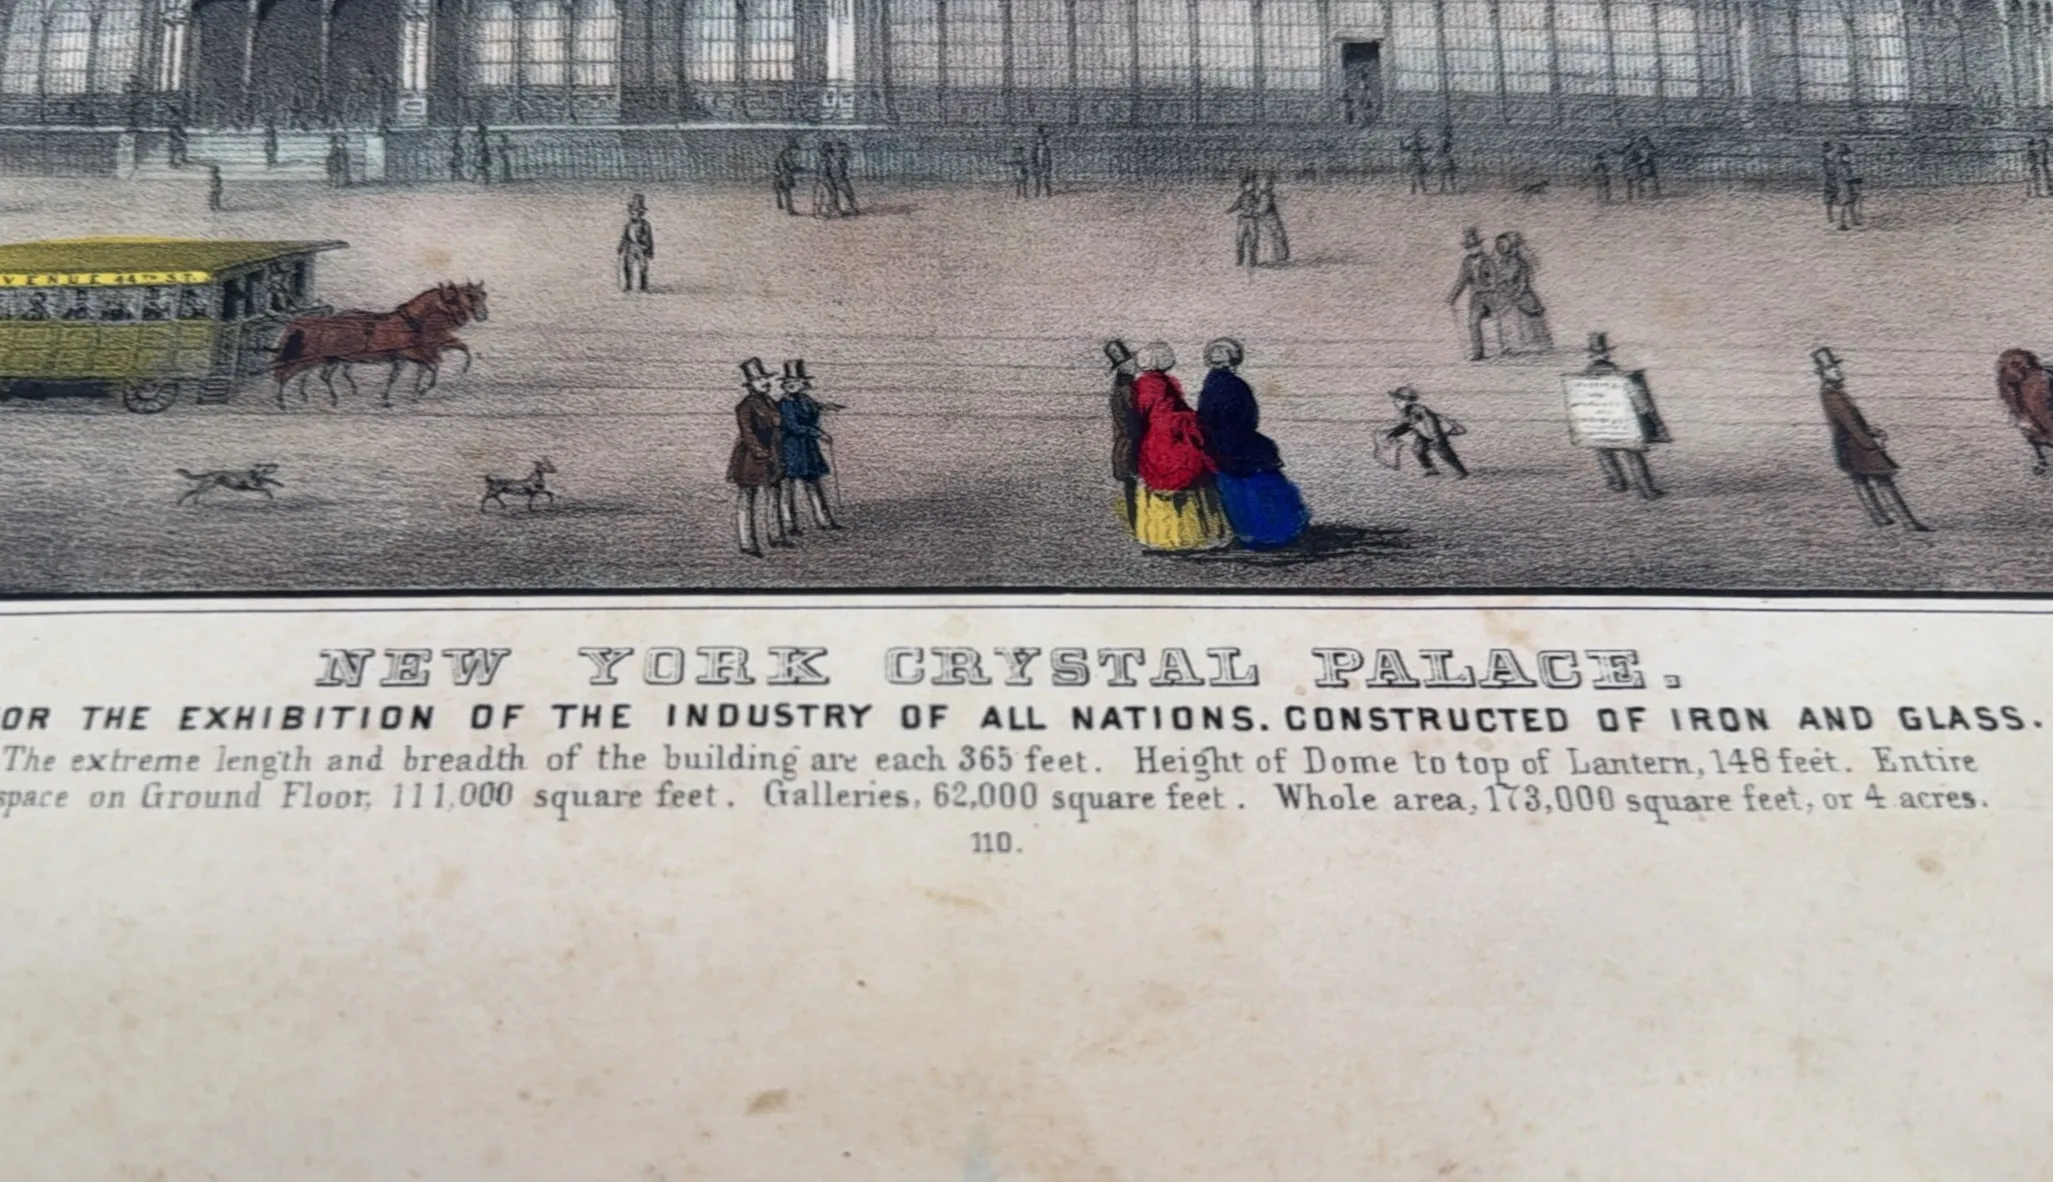 VENUE 44TH ST.
NEW YORK CRYSTAL PALACE.
OR THE EXHIBITION OF THE INDUSTRY OF ALL NATIONS. CONSTRUCTED OF IRON AND GLASS.
The extreme length and breadth of the building are each 365 feet. Height of Dome to top of Lantern, 148 feet. Entire
space on Ground Floor, 111,000 square feet. Galleries, 62,000 square feet. Whole area, 173,000 square feet, or 4 acres.
110.